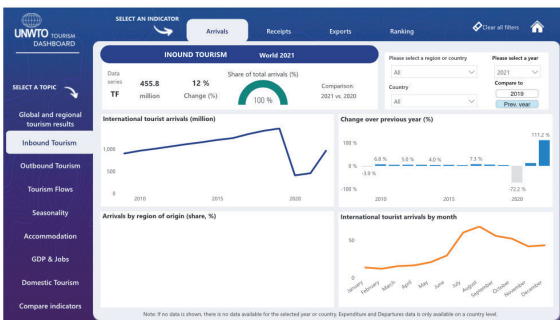 SELECT AN INDICATOR
Arrivals
Receipts
Exports
Ranking
Clear all filters
UNWTO TOURISM
DASHBOARD
SELECT A TOPIC
Global and regional
tourism results
Inbound Tourism
Outbound Tourism
Tourism Flows
Seasonality
Accommodation
GDP & Jobs
Domestic Tourism
Compare indicators
INOUND TOURISM World 2021
Data
series
TF
455.8
million
12 %
Change (%)
Share of total arrivals (%)
100 %
Comparison:
2021 vs. 2020
Please select a region or country
All
Country
All
Please select a year
2021
Compare to
2019
Prev. year
International tourist arrivals (million)
1,000
500
0
2010
2015
2020
Change over previous year (%)
100 %
0 %
-100 %
-3.9 %
6.8 %
5.0 %
4.0 %
7.3 %
-72.2 %
111.2 %
2010
2015
2020
Arrivals by region of origin (share, %)
International tourist arrivals by month
50
0
January
February
March
April
May
June
July
August
September
October
November
December
Note: If no data is shown, there is no data available for the selected year or country. Expenditure and Departures data is only available on a country level.